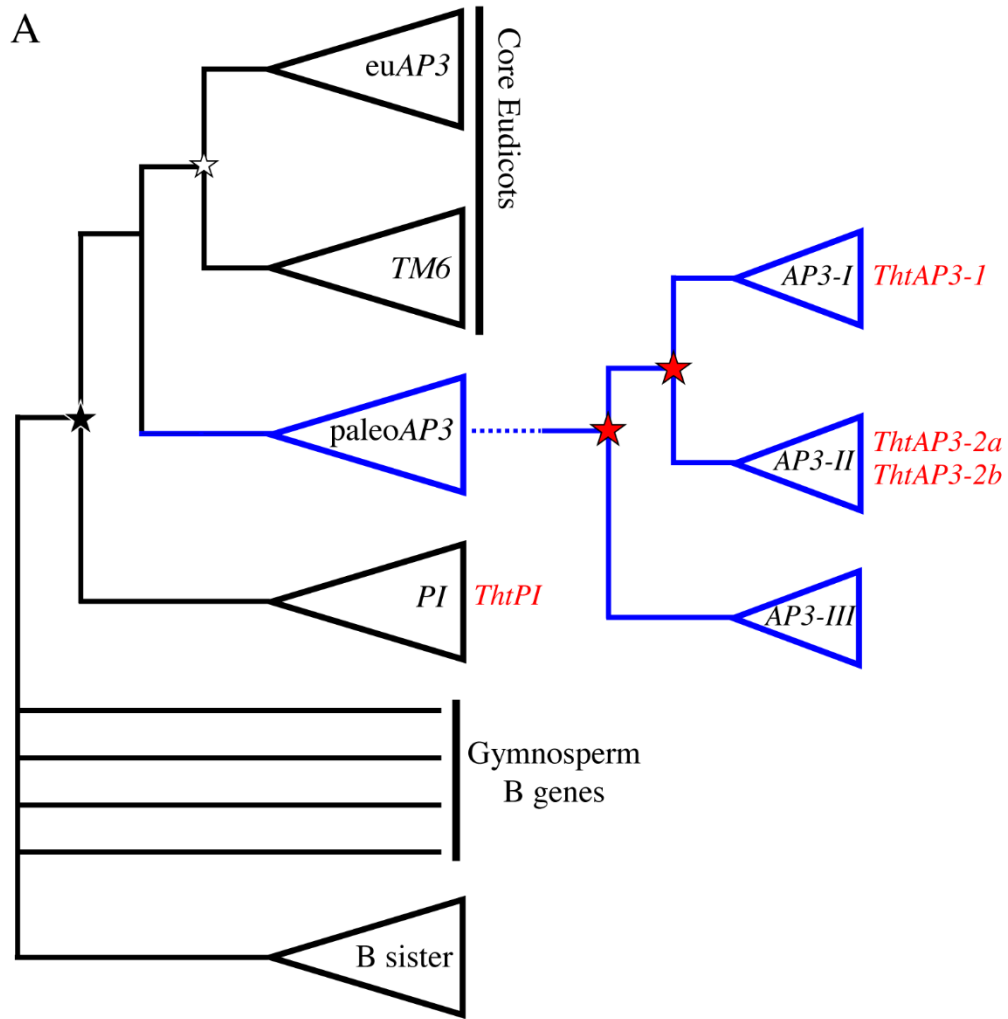 A
euAP3
Core Eudicots
TM6
AP3-I
ThtAP3-1
paleoAP3
AP3-II
ThtAP3-2a
ThtAP3-2b
PI
ThtPI
AP3-III
Gymnosperm
B genes
B sister